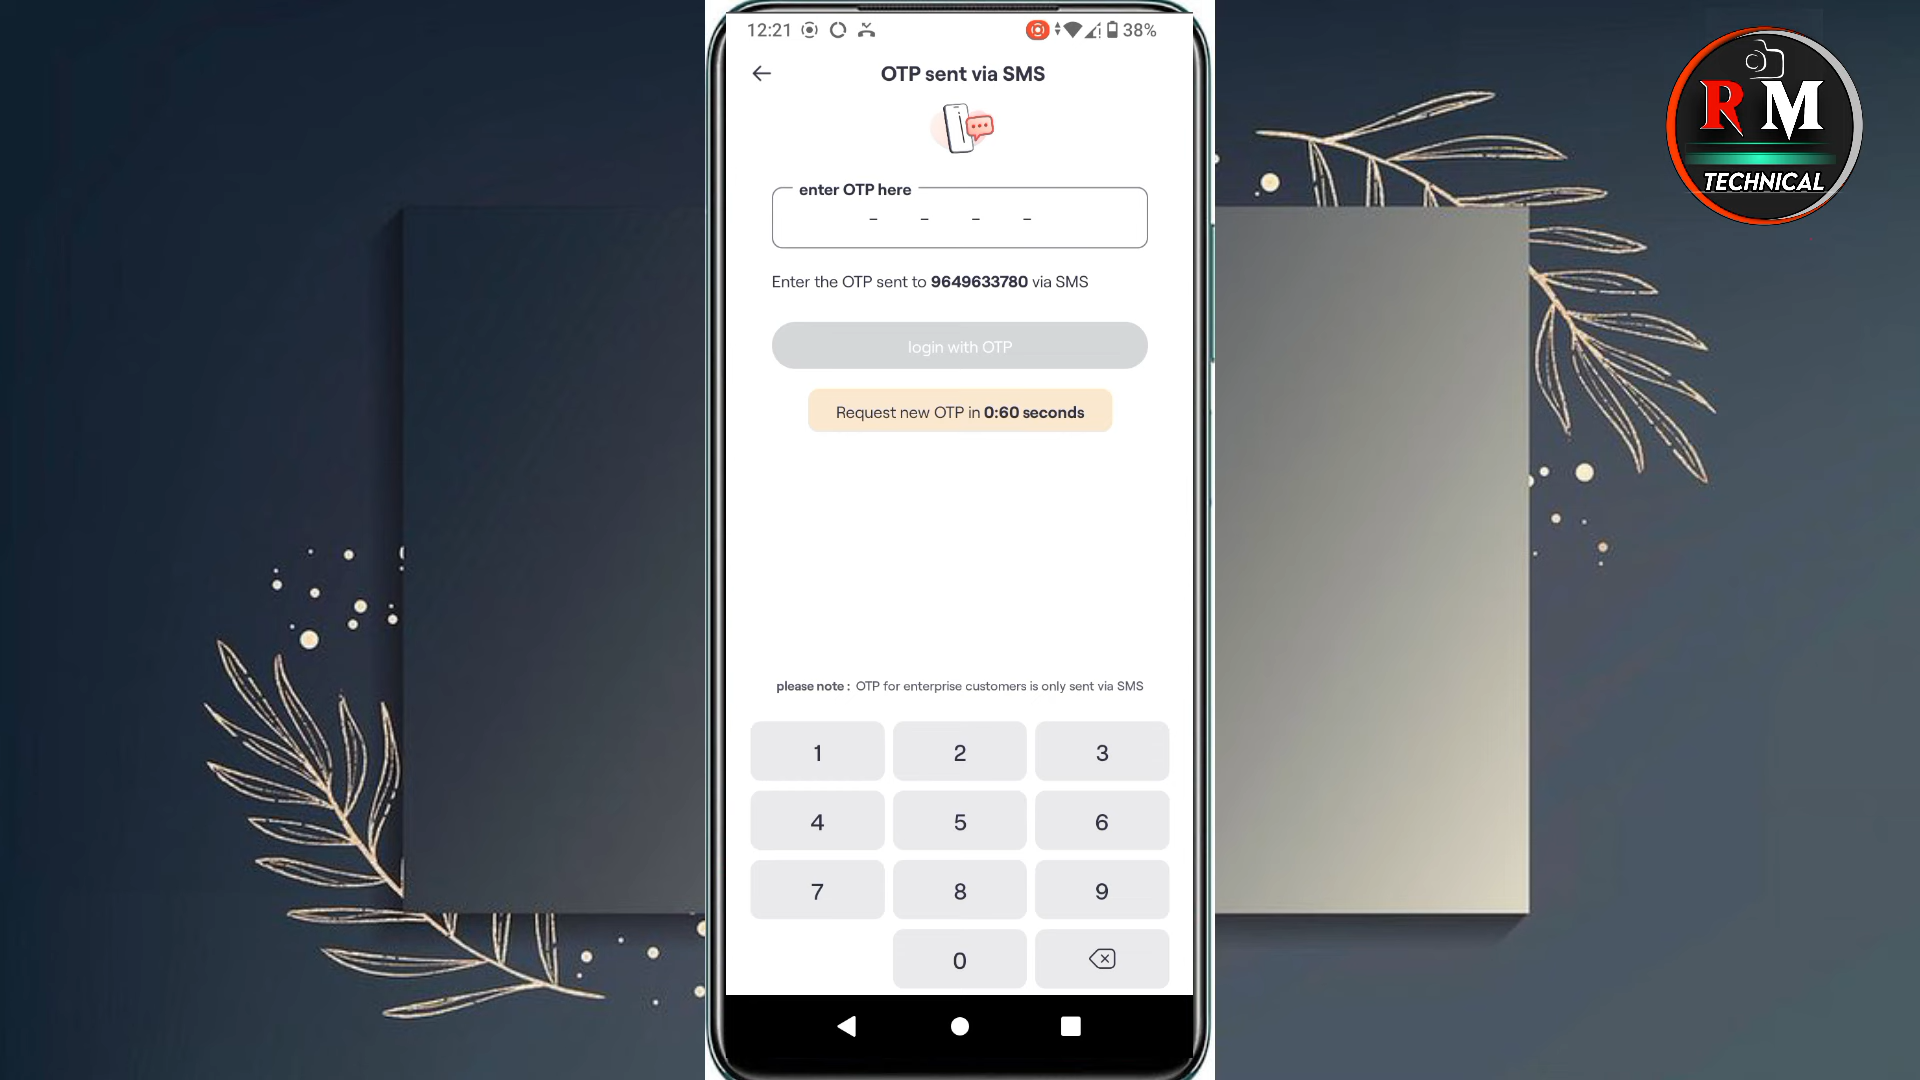 12:21
38%
OTP sent via SMS
enter OTP here
- - - -
Enter the OTP sent to 9649633780 via SMS
login with OTP
Request new OTP in 0:60 seconds
please note : OTP for enterprise customers is only sent via SMS
1 2 3
4 5 6
7 8 9
0
RM
TECHNICAL